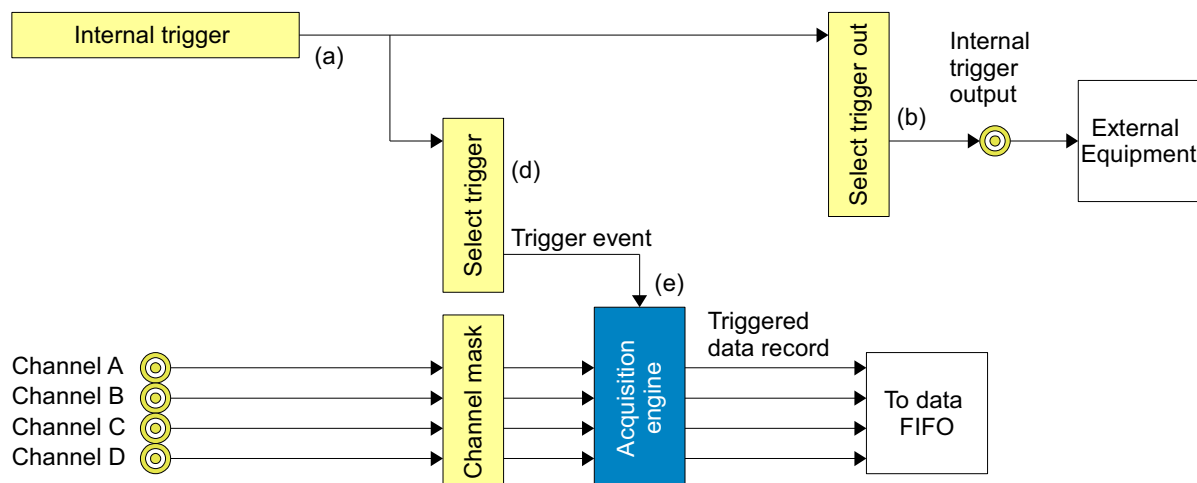 Internal trigger
(a)
Select trigger out
(b)
Internal
trigger
output
External
Equipment
Select trigger
(d)
Trigger event
(e)
Channel A
Channel B
Channel C
Channel D
Channel mask
Acquisition
engine
Triggered
data record
To data
FIFO